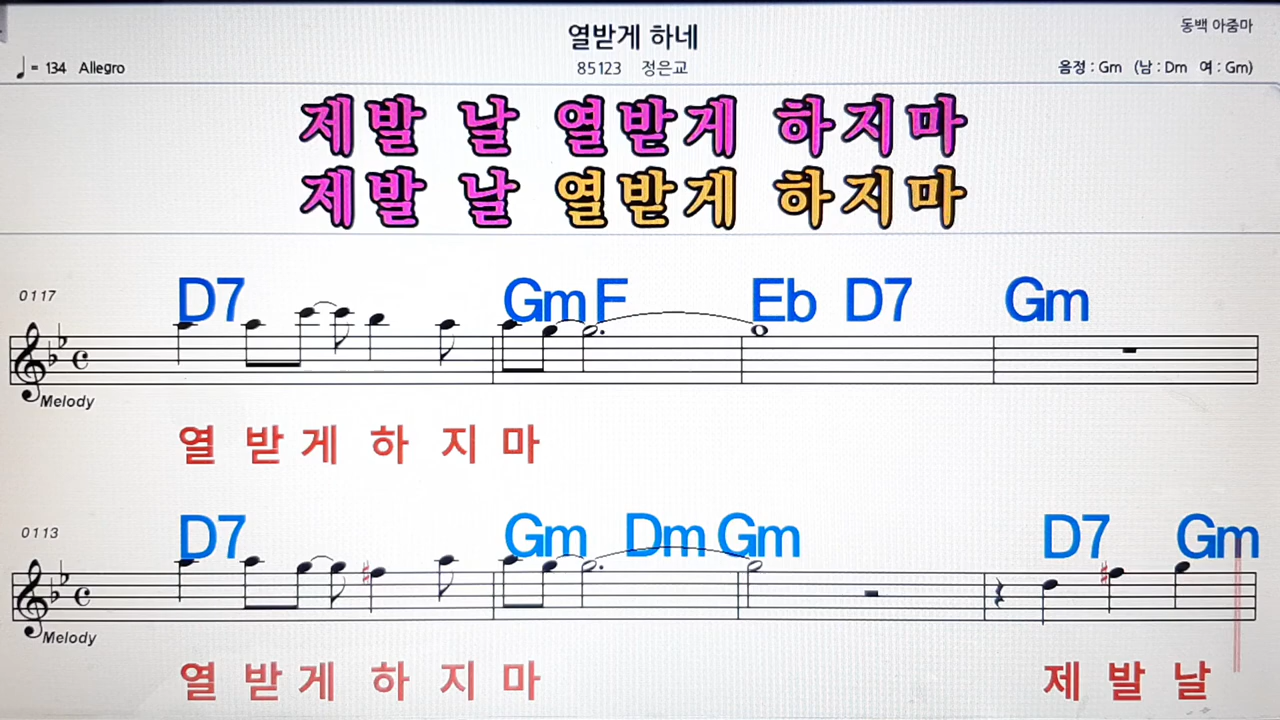 열받게 하네
동백 아줌마
♩= 134 Allegro
85123 정은교
음정 : Gm (남 : Dm 여 : Gm)
제발 날 열받게 하지마
제발 날 열받게 하지마
0117
D7 Gm F Eb D7 Gm
Melody
열 받 게 하 지 마
0113
D7 Gm Dm Gm D7 Gm
Melody
열 받 게 하 지 마 제 발 날